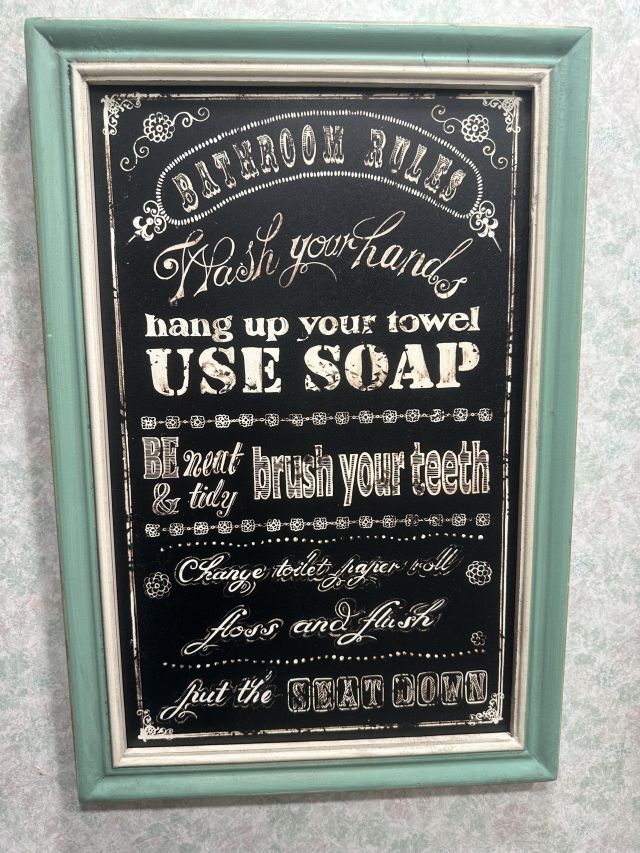 BATHROOM RULES
Wash your hands
hang up your towel
USE SOAP
BE neat
& tidy
brush your teeth
Change toilet paper roll
floss and flush
put the SEAT DOWN